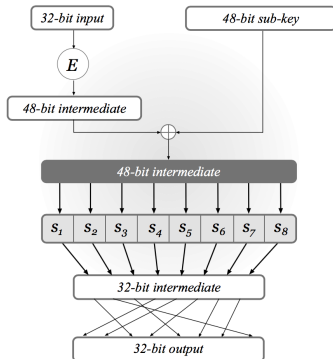 32-bit input
48-bit sub-key
E
48-bit intermediate
48-bit intermediate
S1 S2 S3 S4 S5 S6 S7 S8
32-bit intermediate
32-bit output